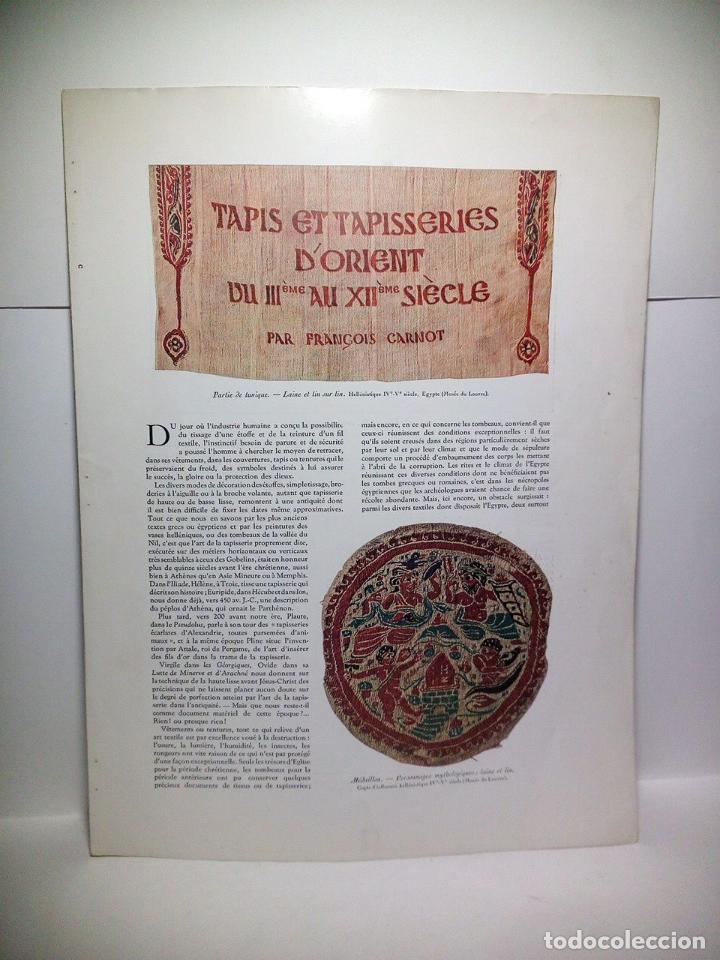 TAPIS ET TAPISSERIES
D'ORIENT
DU IIIÈME AU XIIÈME SIÈCLE
PAR FRANÇOIS CARNOT
Partie de tunique. — Laine et lin sur lin. Hellénistique IVe-Ve siècle, Egypte (Musée du Louvre).
DU jour où l'industrie humaine a conçu la possibilité
du tissage d'une étoffe et de la teinture d'un fil
textile, l'instinctif besoin de parure et de sécurité
a poussé l'homme à chercher le moyen de retracer,
dans ses vêtements, dans les couvertures, tapis ou tentures qui le
préservaient du froid, des symboles destinés à lui assurer
le succès, la gloire ou la protection des dieux.
Les divers modes de décoration des étoffes, simple tissage, bro-
deries à l'aiguille ou à la broche volante, autant que tapisserie
de haute ou de basse lisse, remontent à une antiquité dont
il est bien difficile de fixer les dates même approximatives.
Tout ce que nous en savons par les plus anciens
textes grecs ou égyptiens et par les peintures des
vases helléniques, ou des tombeaux de la vallée du
Nil, c'est que l'art de la tapisserie proprement dite,
exécutée sur des métiers horizontaux ou verticaux
très semblables à ceux des Gobelins, était en honneur
plus de quinze siècles avant l'ère chrétienne, aussi
bien à Athènes qu'en Asie Mineure ou à Memphis.
Dans l'Iliade, Hélène, à Troie, tisse une tapisserie qui
décrit son histoire; Euripide, dans Hécube et dans Ion,
nous donne déjà, vers 450 av. J.-C., une description
du péplos d'Athéna, qui ornait le Parthénon.
Plus tard, vers 200 avant notre ère, Plaute,
dans le Pseudolus, parle à son tour des « tapisseries
écarlates d'Alexandrie, toutes parsemées d'ani-
maux », et à la même époque Pline situe l'inven-
tion par Attale, roi de Pergame, de l'art d'insérer
des fils d'or dans la trame de la tapisserie.
Virgile dans les Géorgiques, Ovide dans sa
Lutte de Minerve et d'Arachné nous donnent sur
la technique de la haute lisse avant Jésus-Christ des
précisions qui ne laissent planer aucun doute sur
le degré de perfection atteint par l'art de la tapis-
serie dans l'antiquité. — Mais que nous reste-t-il
comme document matériel de cette époque ?...
Rien ! ou presque rien !
Vêtements ou tentures, tout ce qui relève d'un
art textile est par excellence voué à la destruction :
l'usure, la lumière, l'humidité, les insectes, les
rongeurs ont vite raison de ce qui n'est pas protégé
d'une façon exceptionnelle. Seuls les trésors d'Eglise
pour la période chrétienne, les tombeaux pour la
période antérieure ont pu conserver quelques
précieux documents de tissus ou de tapisseries;
mais encore, en ce qui concerne les tombeaux, convient-il que
ceux-ci réunissent des conditions exceptionnelles : il faut
qu'ils soient creusés dans des régions particulièrement sèches
par leur sol et par leur climat et que le mode de sépulture
comporte un procédé d'embaumement des corps les mettant
à l'abri de la corruption. Les rites et le climat de l'Egypte
réunissant ces diverses conditions dont ne bénéficiaient pas
les tombes grecques ou romaines, c'est dans les nécropoles
égyptiennes que les archéologues avaient chance de faire une
récolte abondante. Mais, ici encore, un obstacle surgissait :
parmi les divers textiles dont disposait l'Egypte, deux surtout
Médaillon. — Personnages mythologiques : laine et lin.
Copte d'influence hellénistique IVe-Ve siècle (Musée du Louvre).
todocoleccion